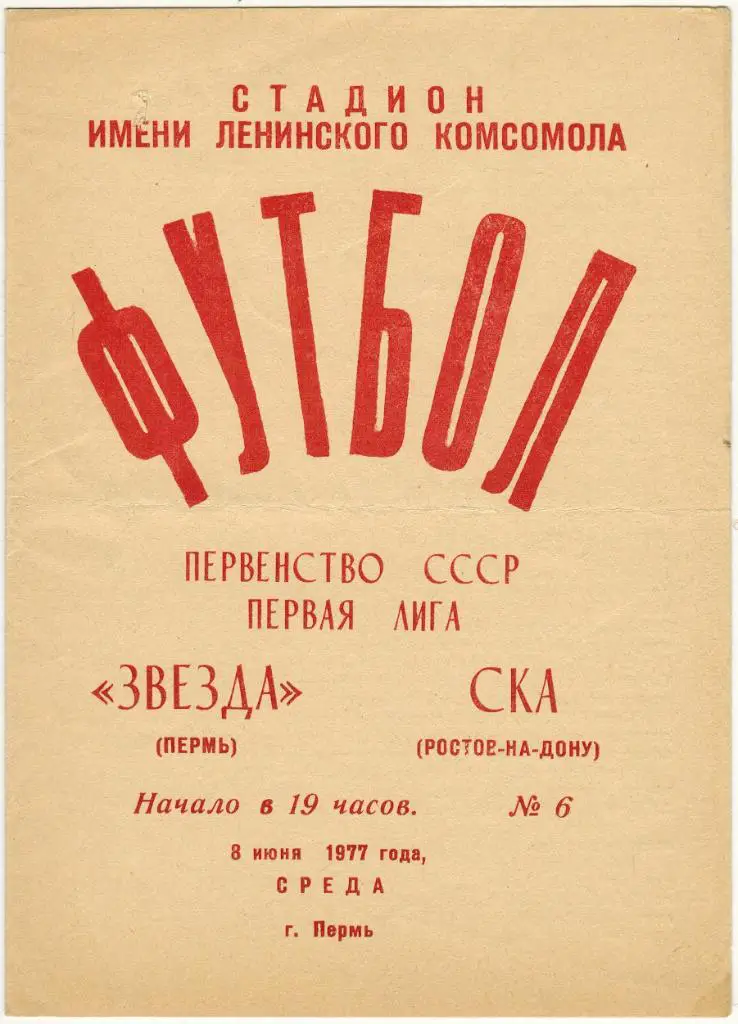 СТАДИОН
ИМЕНИ ЛЕНИНСКОГО КОМСОМОЛА
ФУТБОЛ
ПЕРВЕНСТВО СССР
ПЕРВАЯ ЛИГА
«ЗВЕЗДА» СКА
(ПЕРМЬ) (РОСТОВ-НА-ДОНУ)
Начало в 19 часов. № 6
8 июня 1977 года,
СРЕДА
г. Пермь